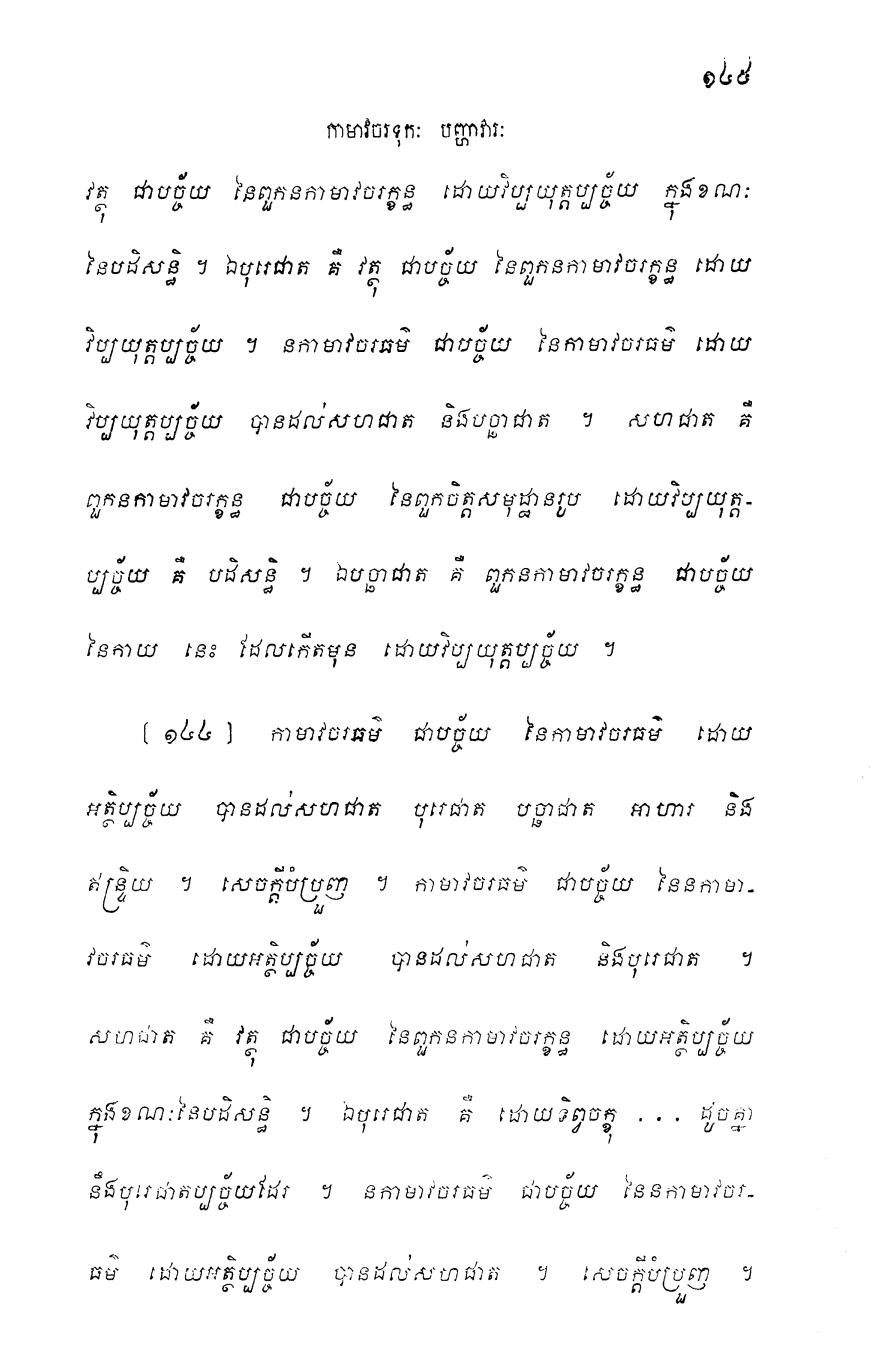 ១៤៩
កាមាវចរទុកៈ បញ្ហាវារៈ
វត្ថុ ជាបច្ច័យ នៃពួកនកាមាវចរក្ខន្ធ ដោយវិប្បយុត្តប្បច្ច័យ ក្នុងខណៈ
នៃបដិសន្ធិ ។ ឯបុរេជាត គឺ វត្ថុ ជាបច្ច័យ នៃពួកនកាមាវចរក្ខន្ធ ដោយ
វិប្បយុត្តប្បច្ច័យ ។ នកាមាវចរធម៌ ជាបច្ច័យ នៃកាមាវចរធម៌ ដោយ
វិប្បយុត្តប្បច្ច័យ បានដល់សហជាត និងបច្ឆាជាត ។ សហជាត គឺ
ពួកនកាមាវចរក្ខន្ធ ជាបច្ច័យ នៃពួកចិត្តសមុដ្ឋានរូប ដោយវិប្បយុត្ត-
ប្បច្ច័យ គឺ បដិសន្ធិ ។ ឯបច្ឆាជាត គឺ ពួកនកាមាវចរក្ខន្ធ ជាបច្ច័យ
នៃកាយ នេះ ដែលកើតមុន ដោយវិប្បយុត្តប្បច្ច័យ ។
[ ១៤៤ ] កាមាវចរធម៌ ជាបច្ច័យ នៃកាមាវចរធម៌ ដោយ
អត្ថិប្បច្ច័យ បានដល់សហជាត បុរេជាត បច្ឆាជាត អាហារ និង
ឥន្ទ្រិយ ។ សេចក្តីបំប្រួញ ។ កាមាវចរធម៌ ជាបច្ច័យ នៃនកាមា-
វចរធម៌ ដោយអត្ថិប្បច្ច័យ បានដល់សហជាត និងបុរេជាត ។
សហជាត គឺ វត្ថុ ជាបច្ច័យ នៃពួកនកាមាវចរក្ខន្ធ ដោយអត្ថិប្បច្ច័យ
ក្នុងខណៈនៃបដិសន្ធិ ។ ឯបុរេជាត គឺ ដោយទិព្វចក្ខុ ... ដូចគ្នា
នឹងបុរេជាតប្បច្ច័យដែរ ។ នកាមាវចរធម៌ ជាបច្ច័យ នៃនកាមាវចរ-
ធម៌ ដោយអត្ថិប្បច្ច័យ បានដល់សហជាត ។ សេចក្តីបំប្រួញ ។